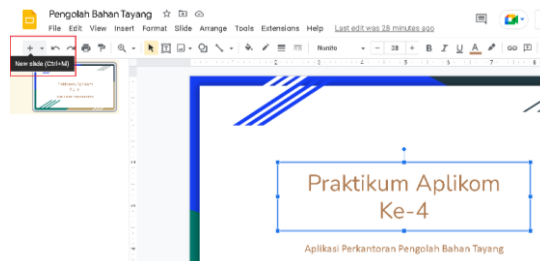 Pengolah Bahan Tayang
File Edit View Insert Format Slide Arrange Tools Extensions Help Last edit was 28 minutes ago
Nunito - 38 + B I U A
New slide (Ctrl+M)
Praktikum Aplikom
Ke-4
Aplikasi Perkantoran Pengolah Bahan Tayang